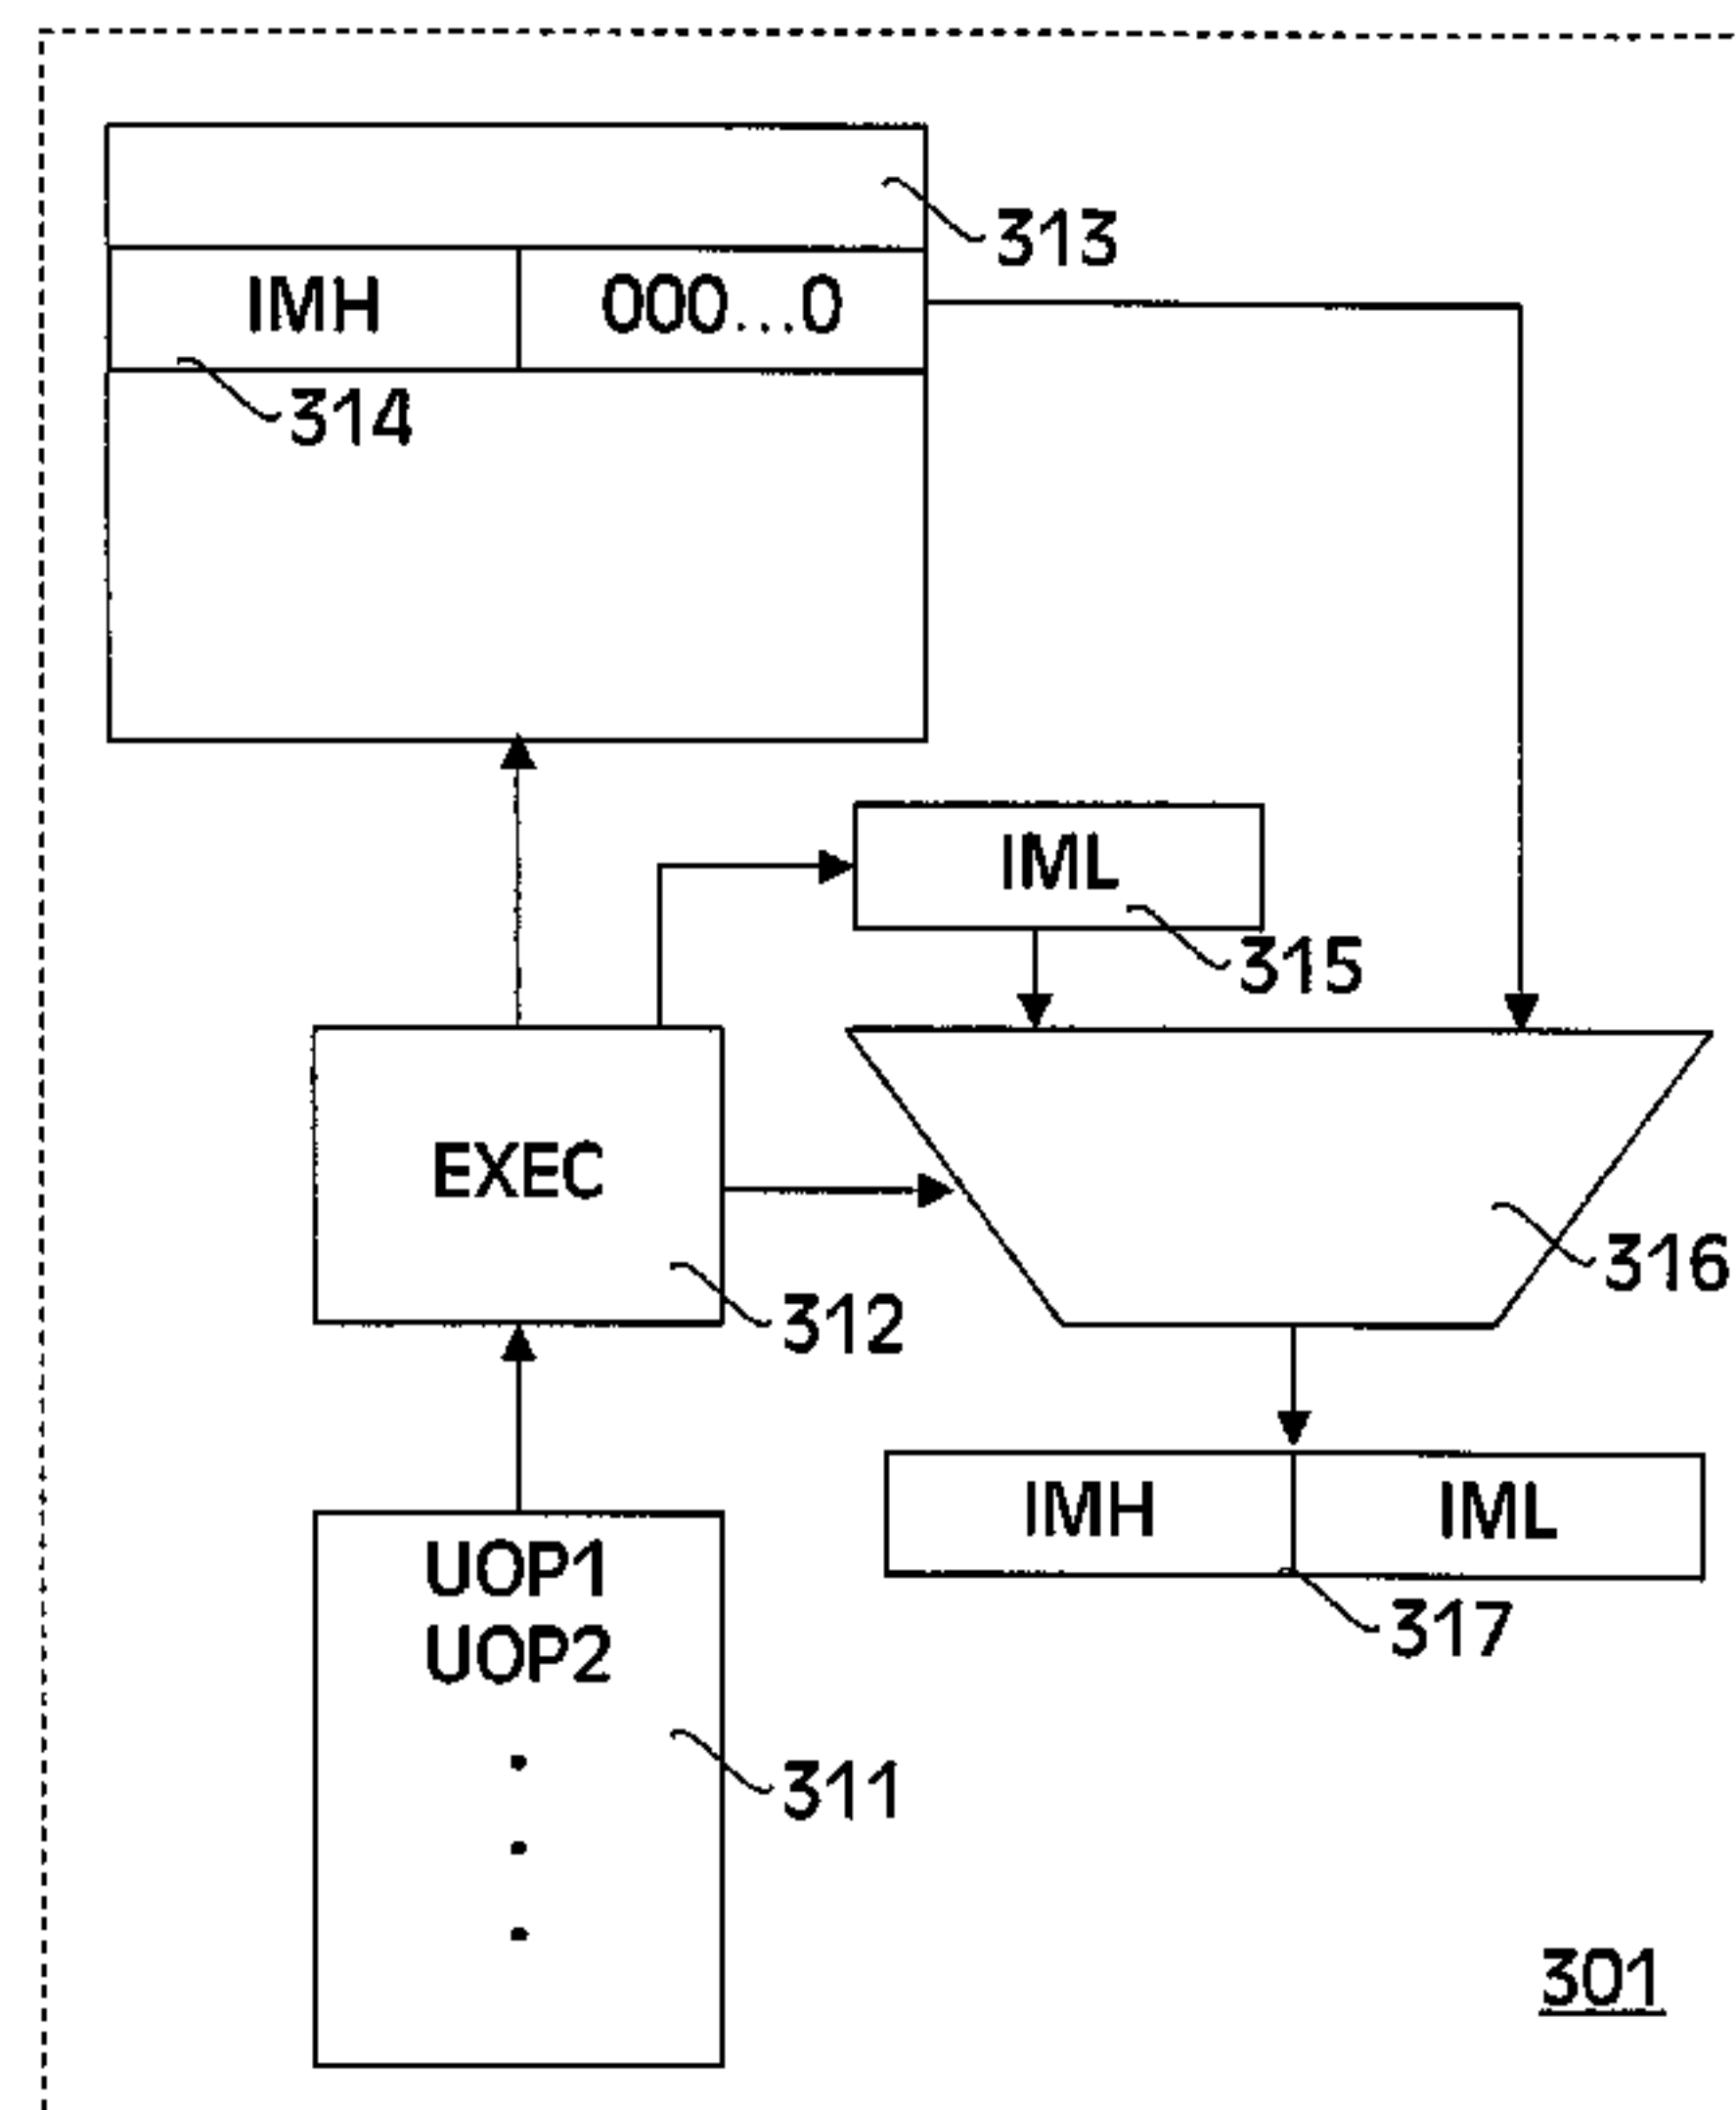 313
IMH 000...0
314
IML
315
EXEC
316
312
IMH IML
UOP1
317
UOP2
311
301